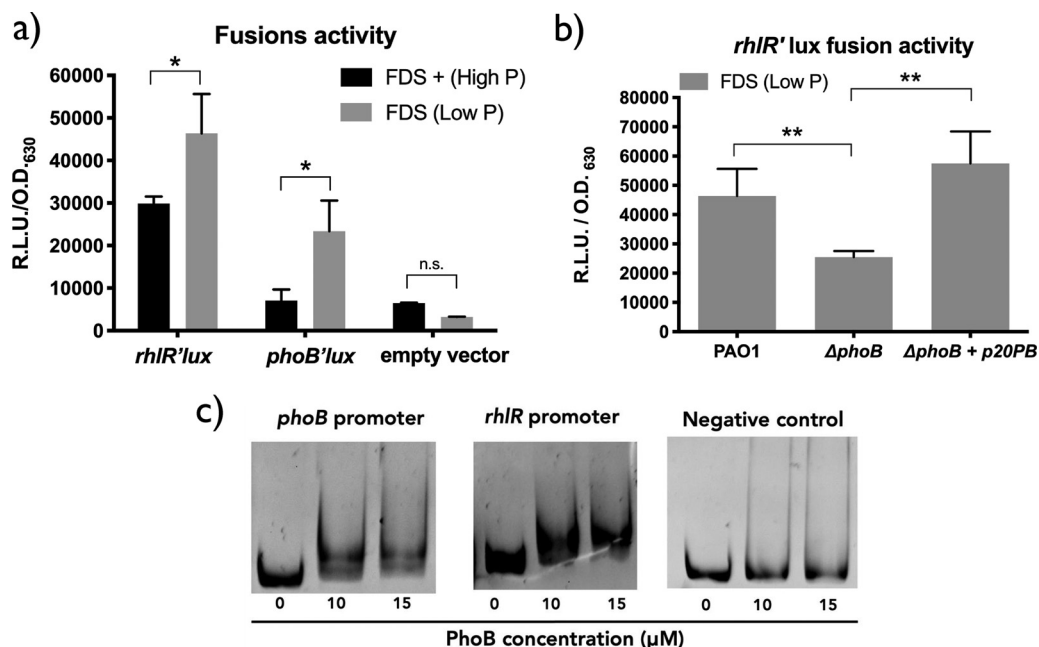 a)
Fusions activity
R.L.U./O.D.630
60000
50000
40000
30000
20000
10000
0
*
*
n.s.
FDS + (High P)
FDS (Low P)
rhlR'lux
phoB'lux
empty vector
b)
rhlR' lux fusion activity
FDS (Low P)
R.L.U. / O.D. 630
80000
70000
60000
50000
40000
30000
20000
10000
0
**
**
PAO1
ΔphoB
ΔphoB + p20PB
c)
phoB promoter
rhlR promoter
Negative control
0 10 15
0 10 15
0 10 15
PhoB concentration (µM)